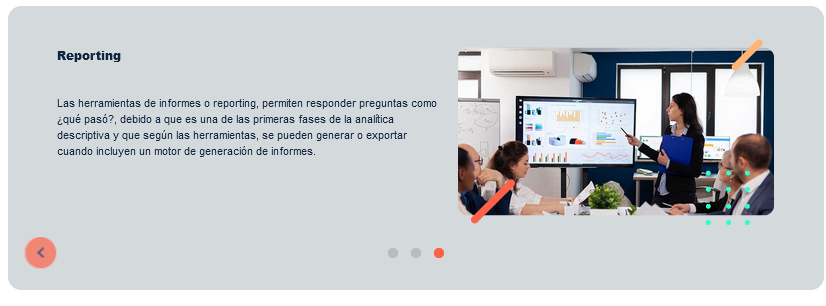 Reporting
Las herramientas de informes o reporting, permiten responder preguntas como
¿qué pasó?, debido a que es una de las primeras fases de la analítica
descriptiva y que según las herramientas, se pueden generar o exportar
cuando incluyen un motor de generación de informes.